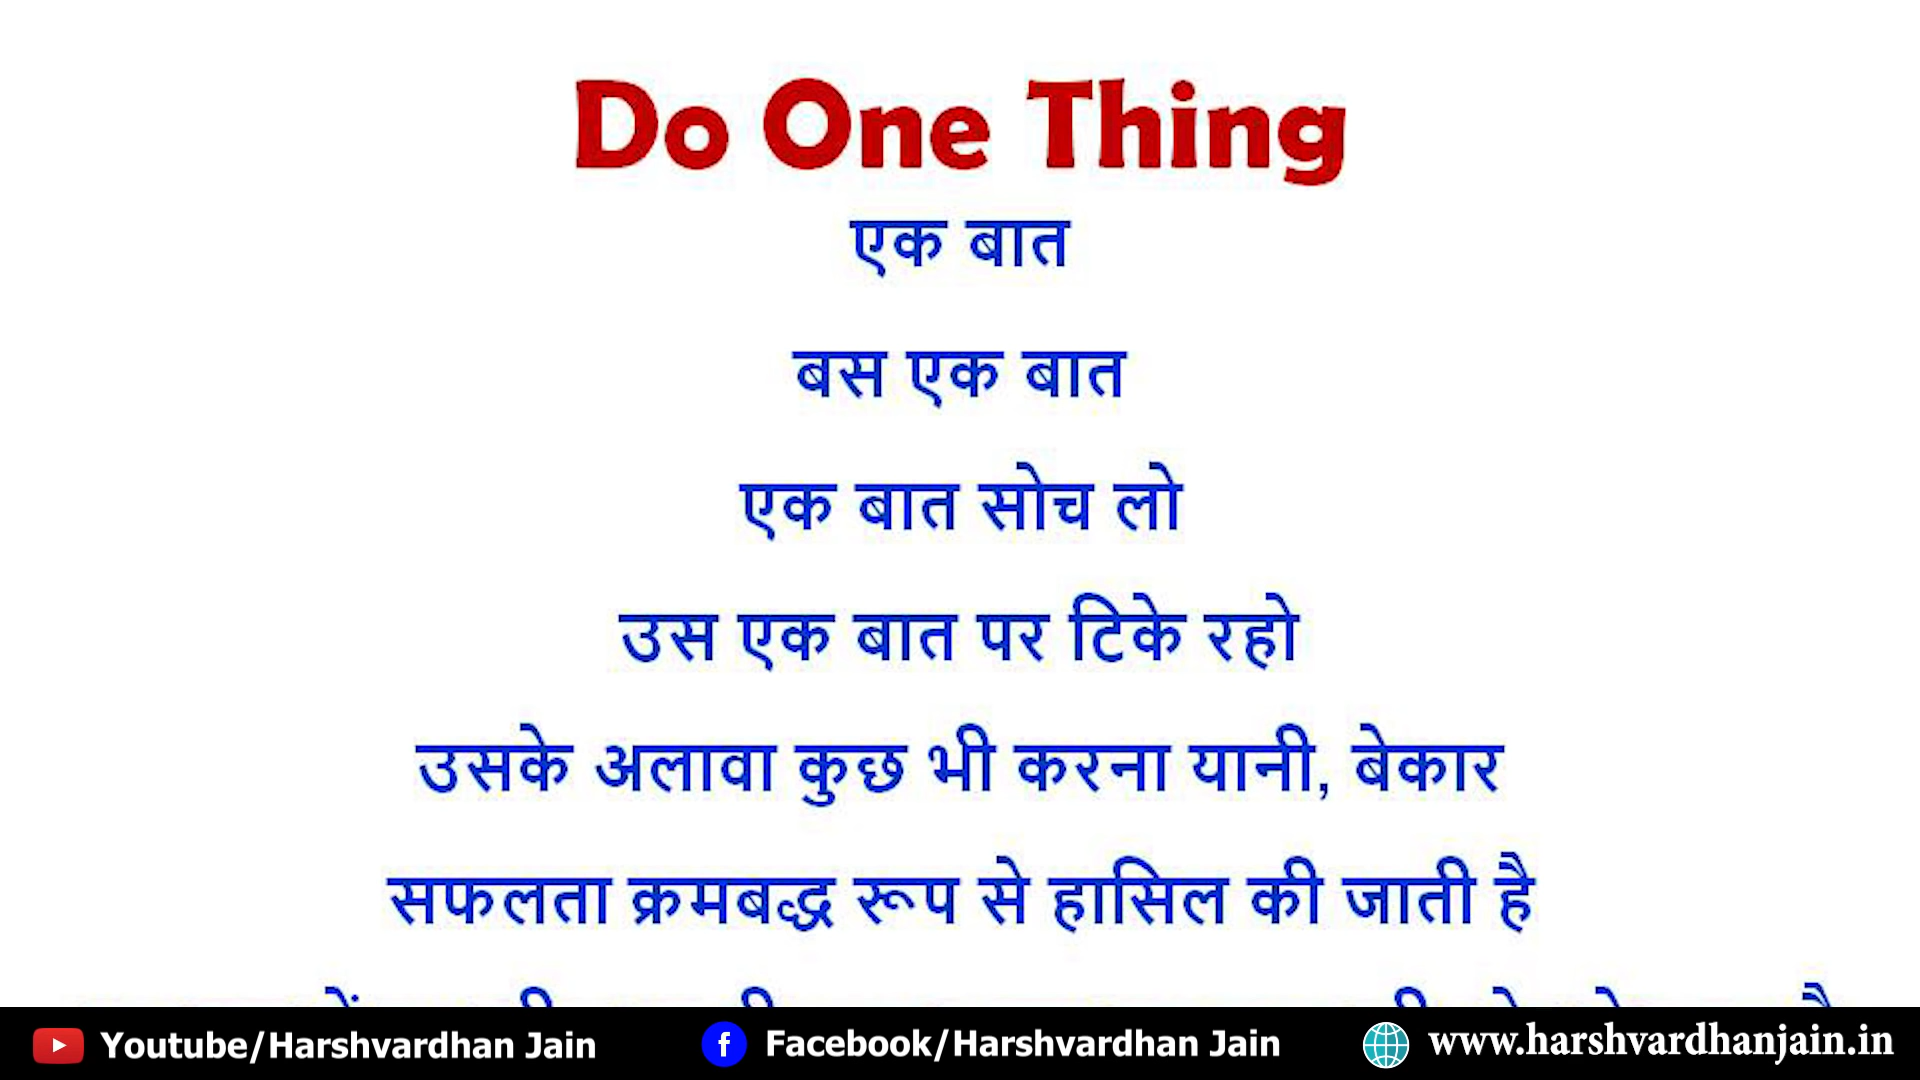 Do One Thing
एक बात
बस एक बात
एक बात सोच लो
उस एक बात पर टिके रहो
उसके अलावा कुछ भी करना यानी, बेकार
सफलता क्रमबद्ध रूप से हासिल की जाती है
Youtube/Harshvardhan Jain
Facebook/Harshvardhan Jain
www.harshvardhanjain.in